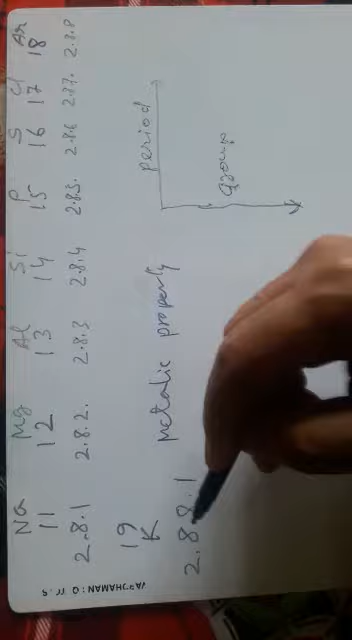 Na Mg Al Si P S Cl Ar
11 12 13 14 15 16 17 18
2.8.1 2.8.2. 2.8.3 2.8.4 2.8.5. 2.8.6 2.8.7. 2.8.8
19
K
2.8.8.1
metalic property
period
group